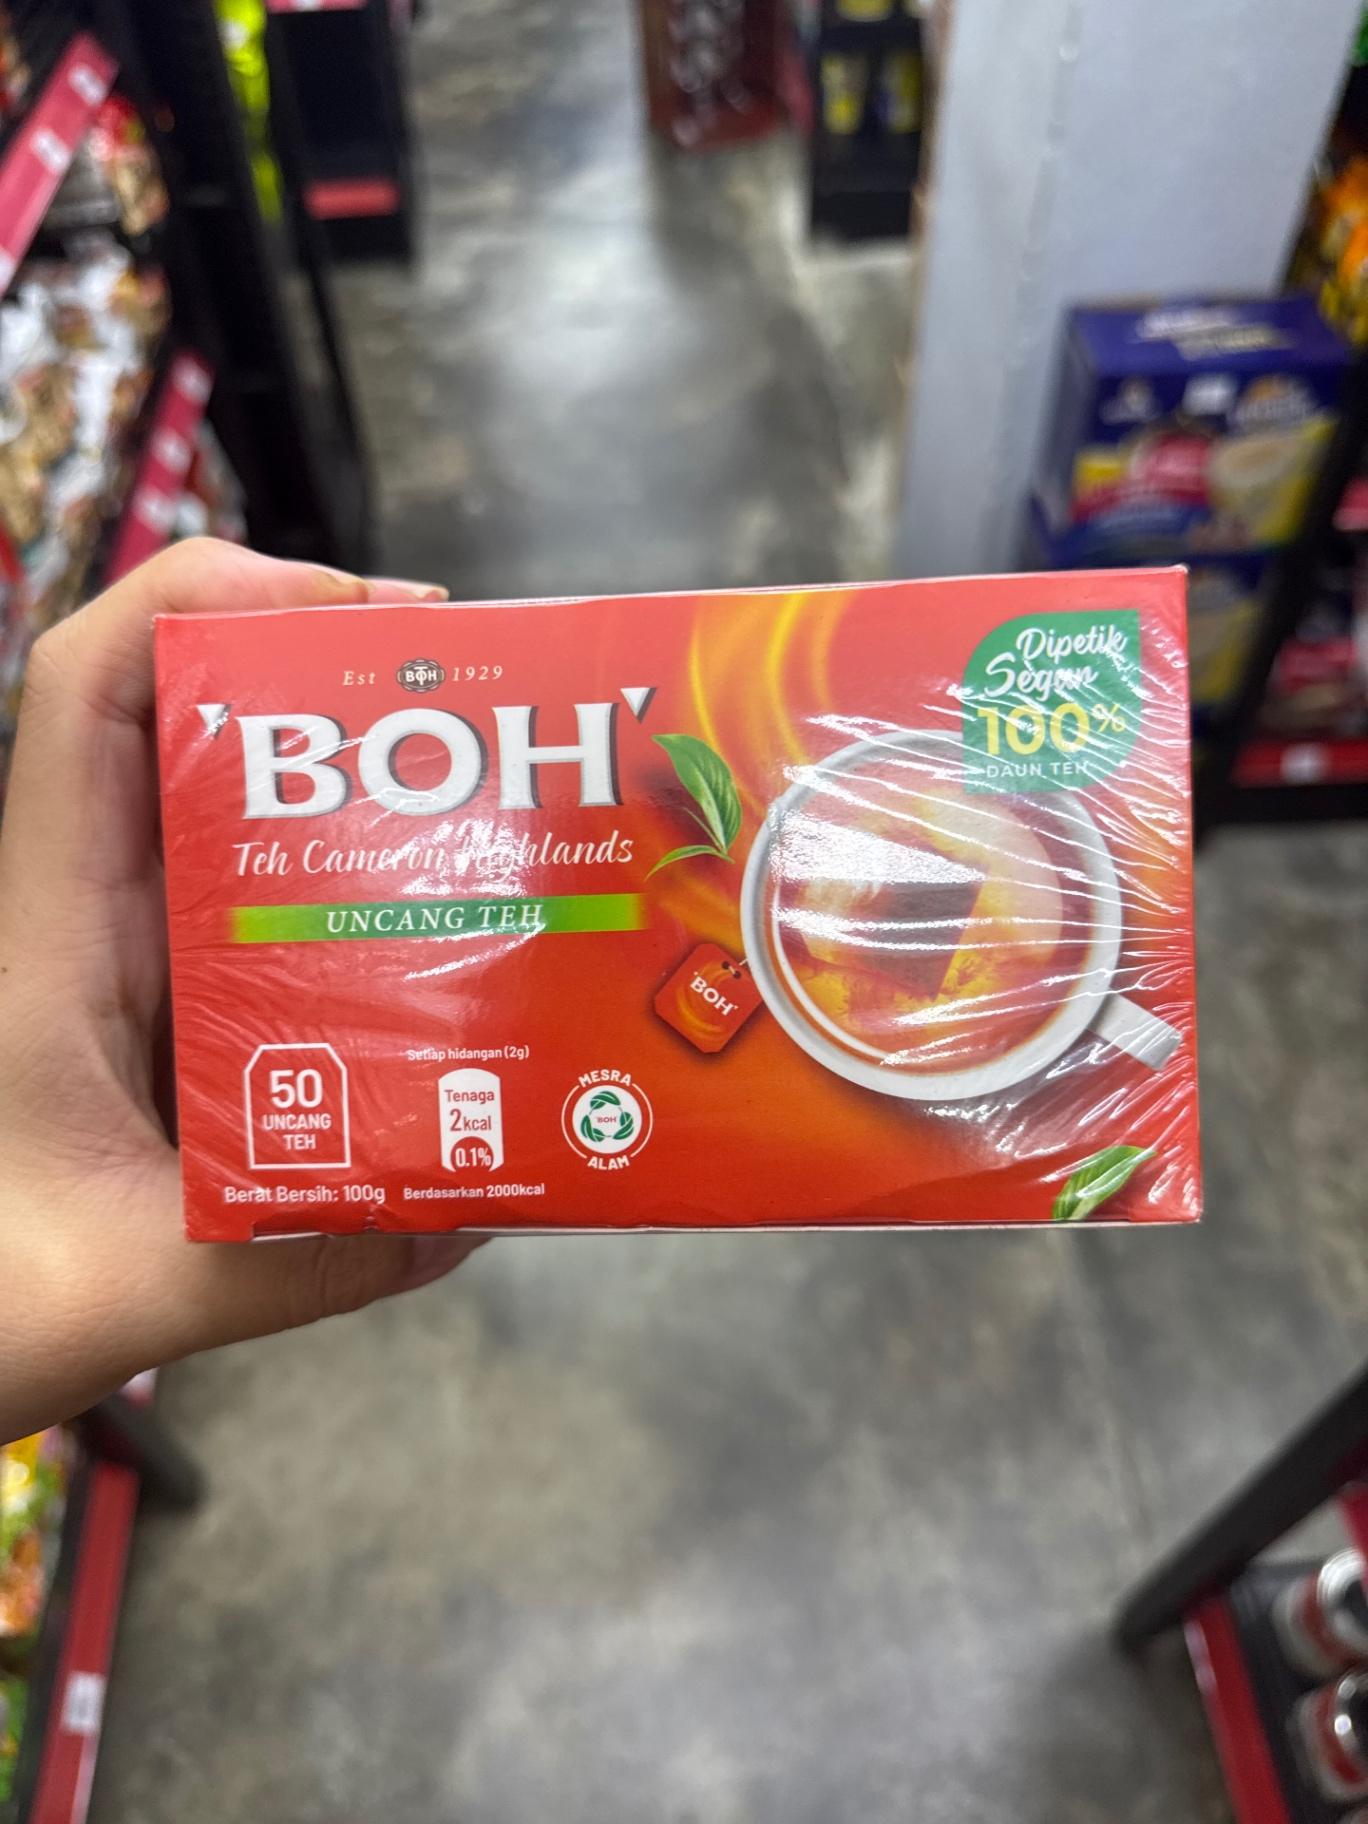 Est BOH 1929
'BOH'
Teh Cameron Highlands
UNCANG TEH
Dipetik
Segar
100%
DAUN TEH
'BOH'
50
UNCANG
TEH
Berat Bersih: 100g
Setiap hidangan (2g)
Tenaga
2kcal
0.1%
Berdasarkan 2000kcal
MESRA
'BOH'
ALAM